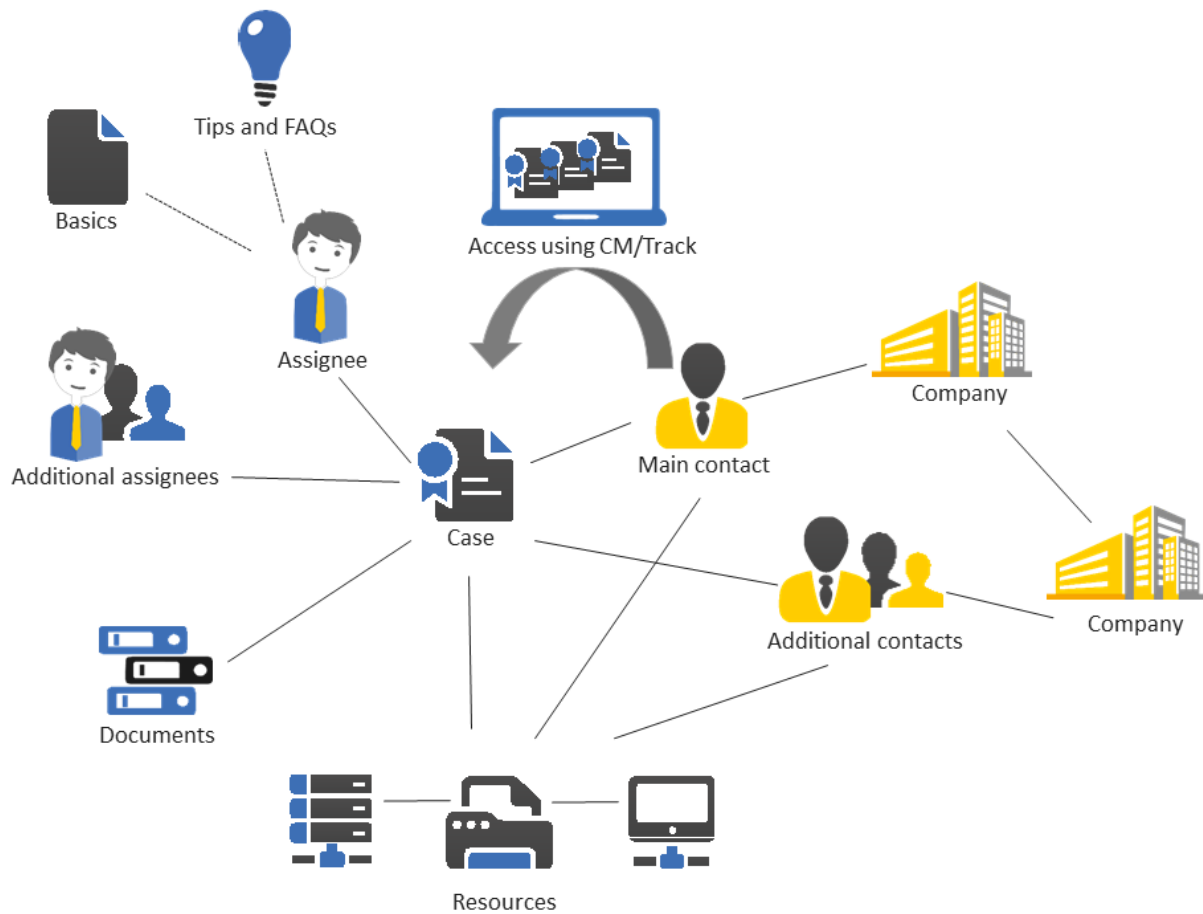 Tips and FAQs
Basics
Access using CM/Track
Assignee
Company
Main contact
Additional assignees
Case
Company
Additional contacts
Documents
Resources